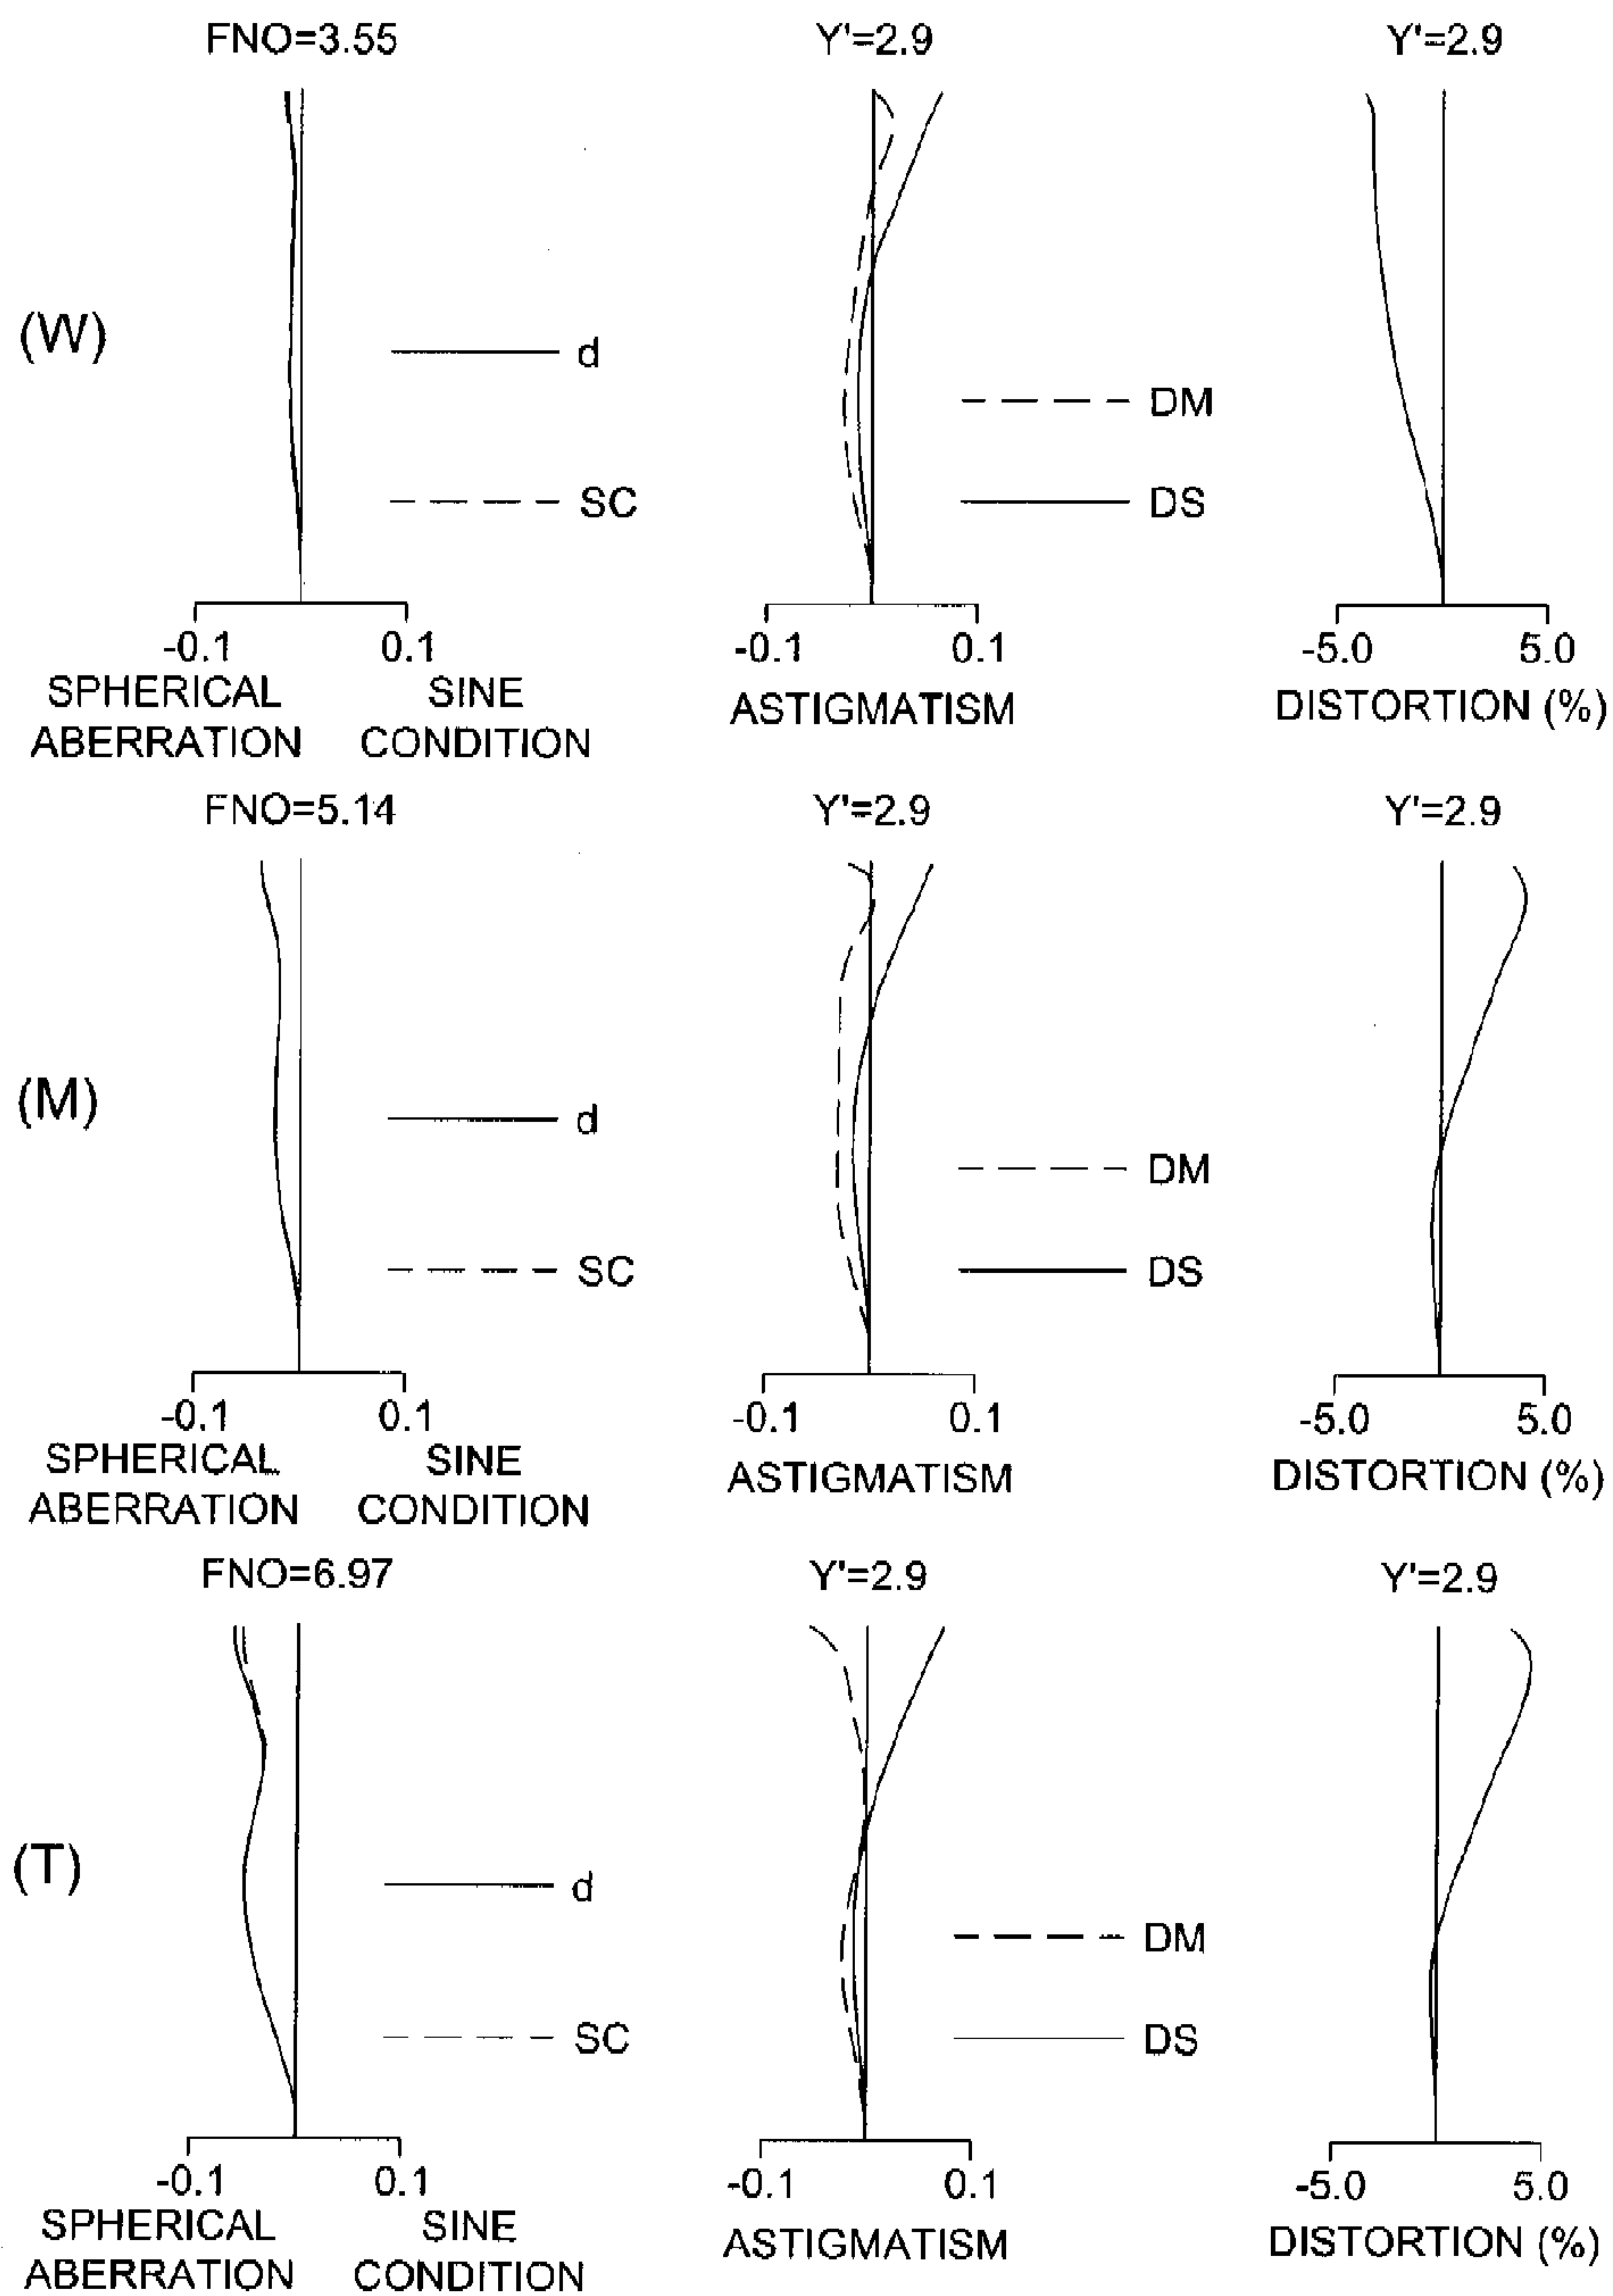 FNO=3.55 Y'=2.9 Y'=2.9
(W)
d
DM
SC DS
-0.1 0.1 -0.1 0.1 -5.0 5.0
SPHERICAL SINE ASTIGMATISM DISTORTION (%)
ABERRATION CONDITION
FNO=5.14 Y'=2.9 Y'=2.9
(M)
d
DM
SC DS
-0.1 0.1 -0.1 0.1 -5.0 5.0
SPHERICAL SINE ASTIGMATISM DISTORTION (%)
ABERRATION CONDITION
FNO=6.97 Y'=2.9 Y'=2.9
(T)
d
DM
SC DS
-0.1 0.1 -0.1 0.1 -5.0 5.0
SPHERICAL SINE ASTIGMATISM DISTORTION (%)
ABERRATION CONDITION